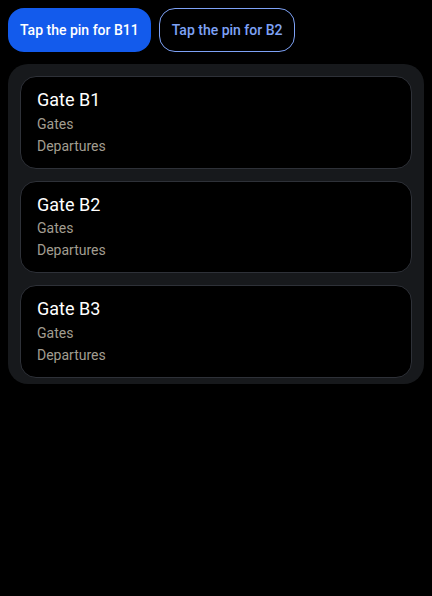 Tap the pin for B11
Tap the pin for B2
Gate B1
Gates
Departures
Gate B2
Gates
Departures
Gate B3
Gates
Departures